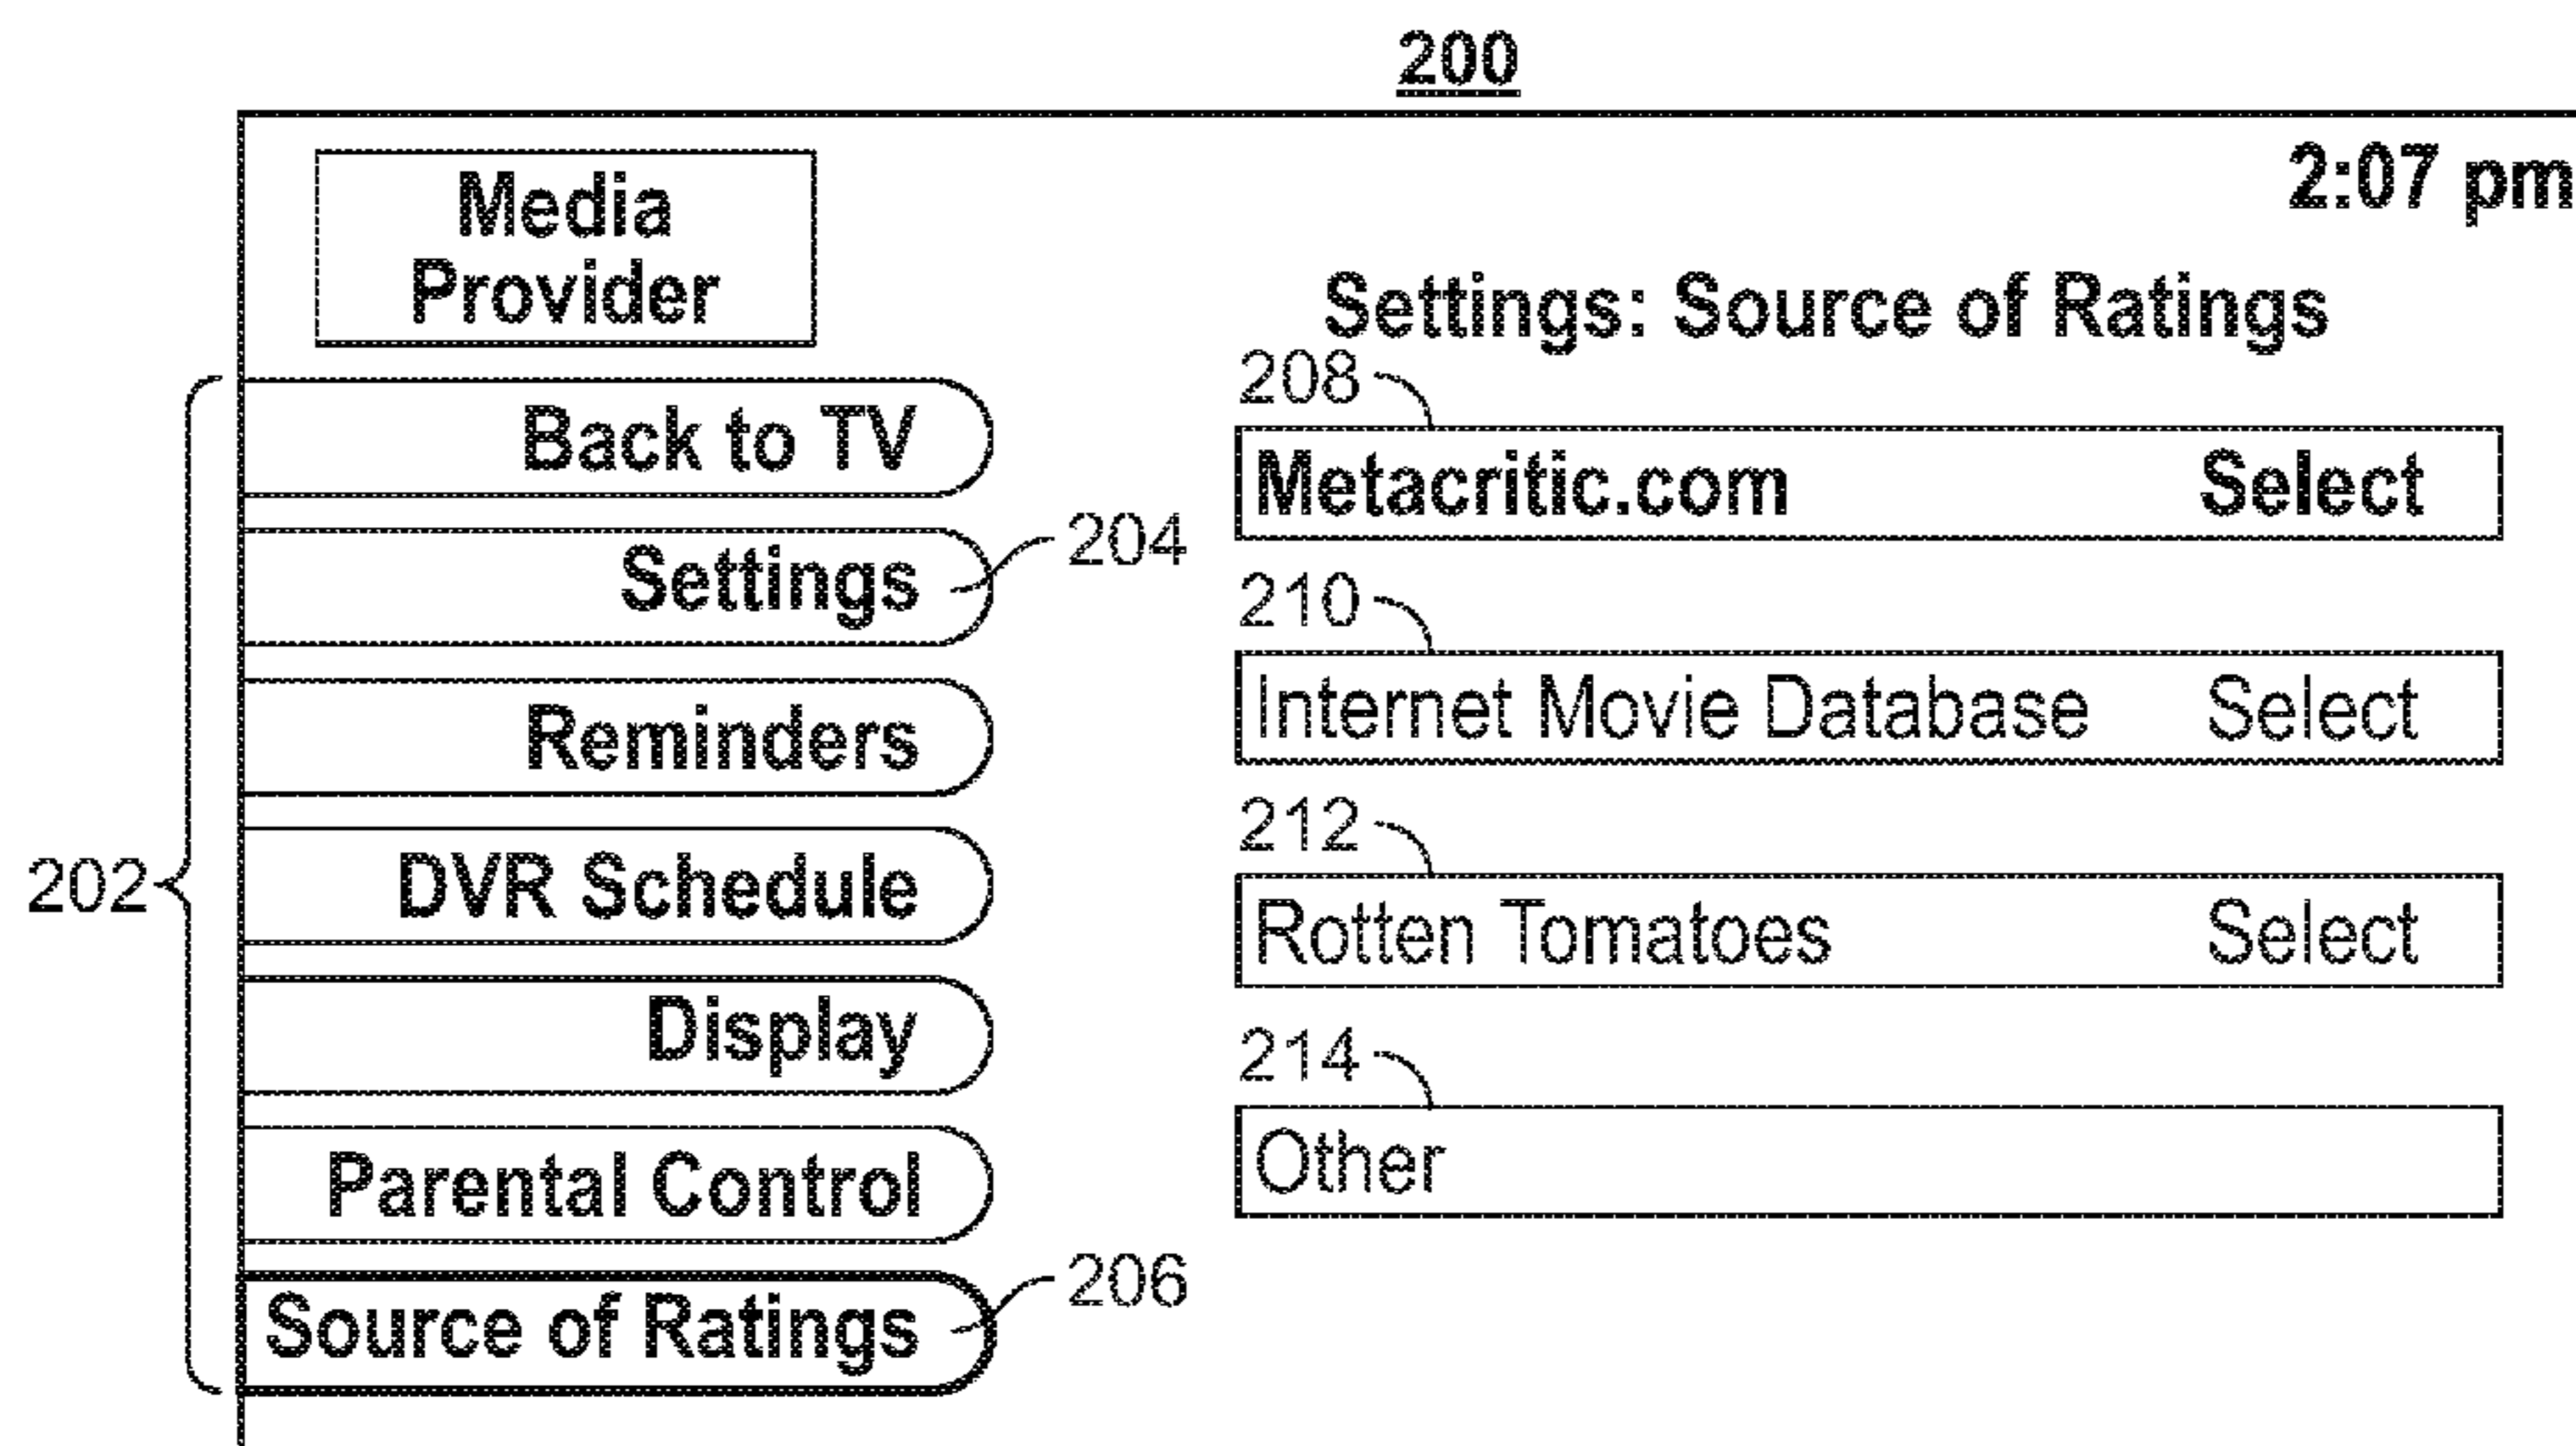 200
2:07 pm
Media
Provider
Settings: Source of Ratings
202
Back to TV
Settings
204
Reminders
DVR Schedule
Display
Parental Control
Source of Ratings
206
208
Metacritic.com Select
210
Internet Movie Database Select
212
Rotten Tomatoes Select
214
Other